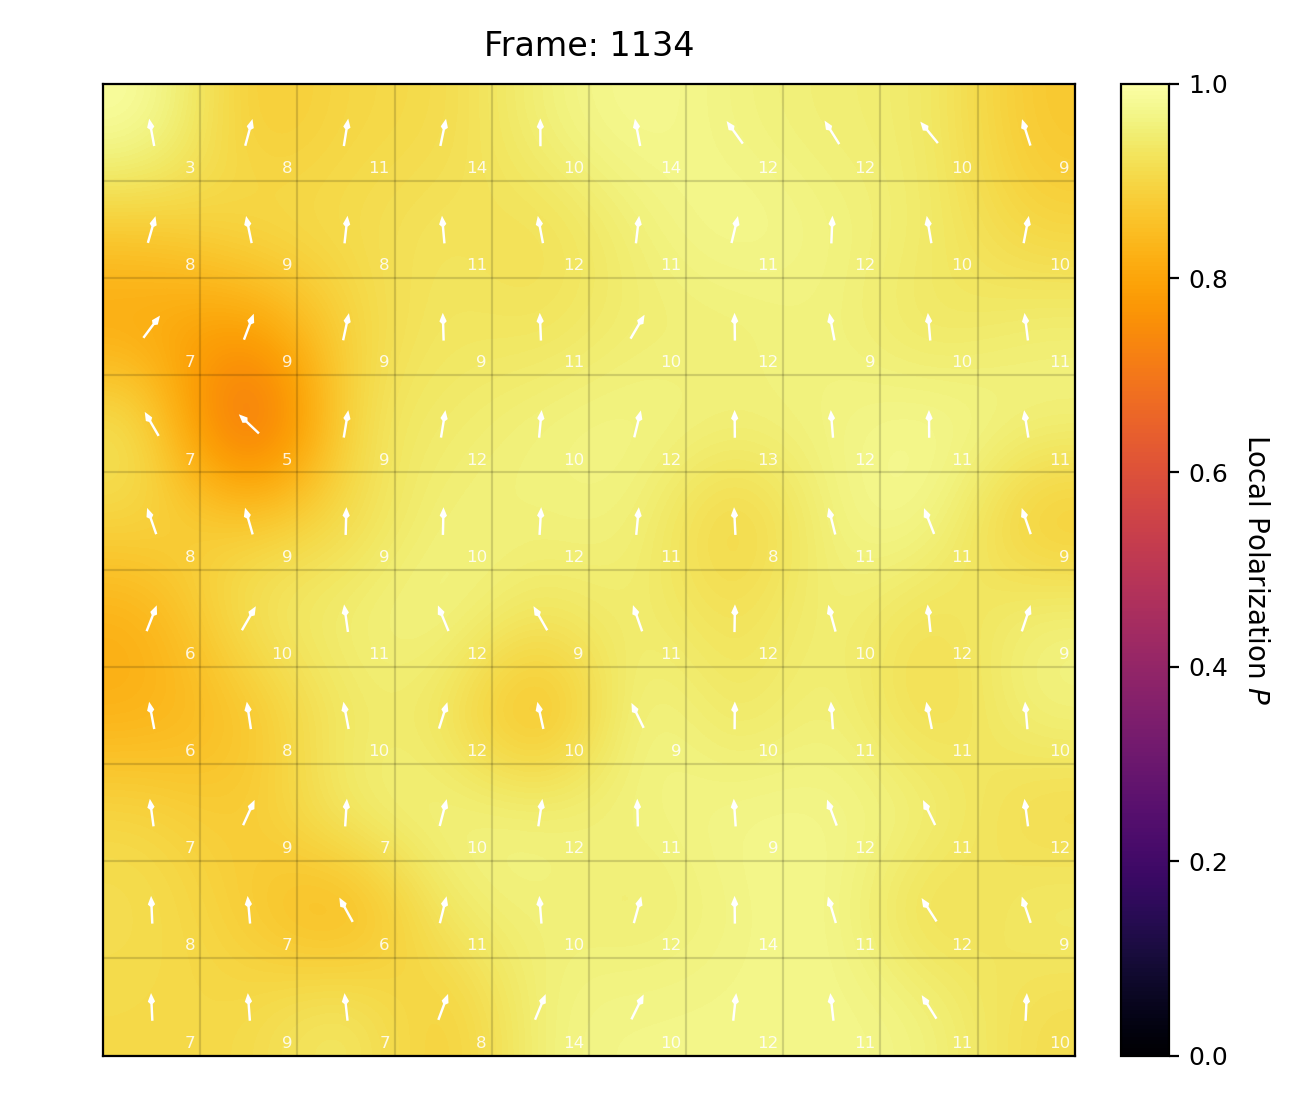 Frame: 1134
3 8 11 14 10 14 12 12 10 9
8 9 8 11 12 11 11 12 10 10
7 9 9 9 11 10 12 9 10 11
7 5 9 12 10 12 13 12 11 11
8 9 9 10 12 11 8 11 11 9
6 10 11 12 9 11 12 10 12 9
6 8 10 12 10 9 10 11 11 10
7 9 7 10 12 11 9 12 11 12
8 7 6 11 10 12 14 11 12 9
7 9 7 8 14 10 12 11 11 10
1.0
0.8
0.6
0.4
0.2
0.0
Local Polarization P